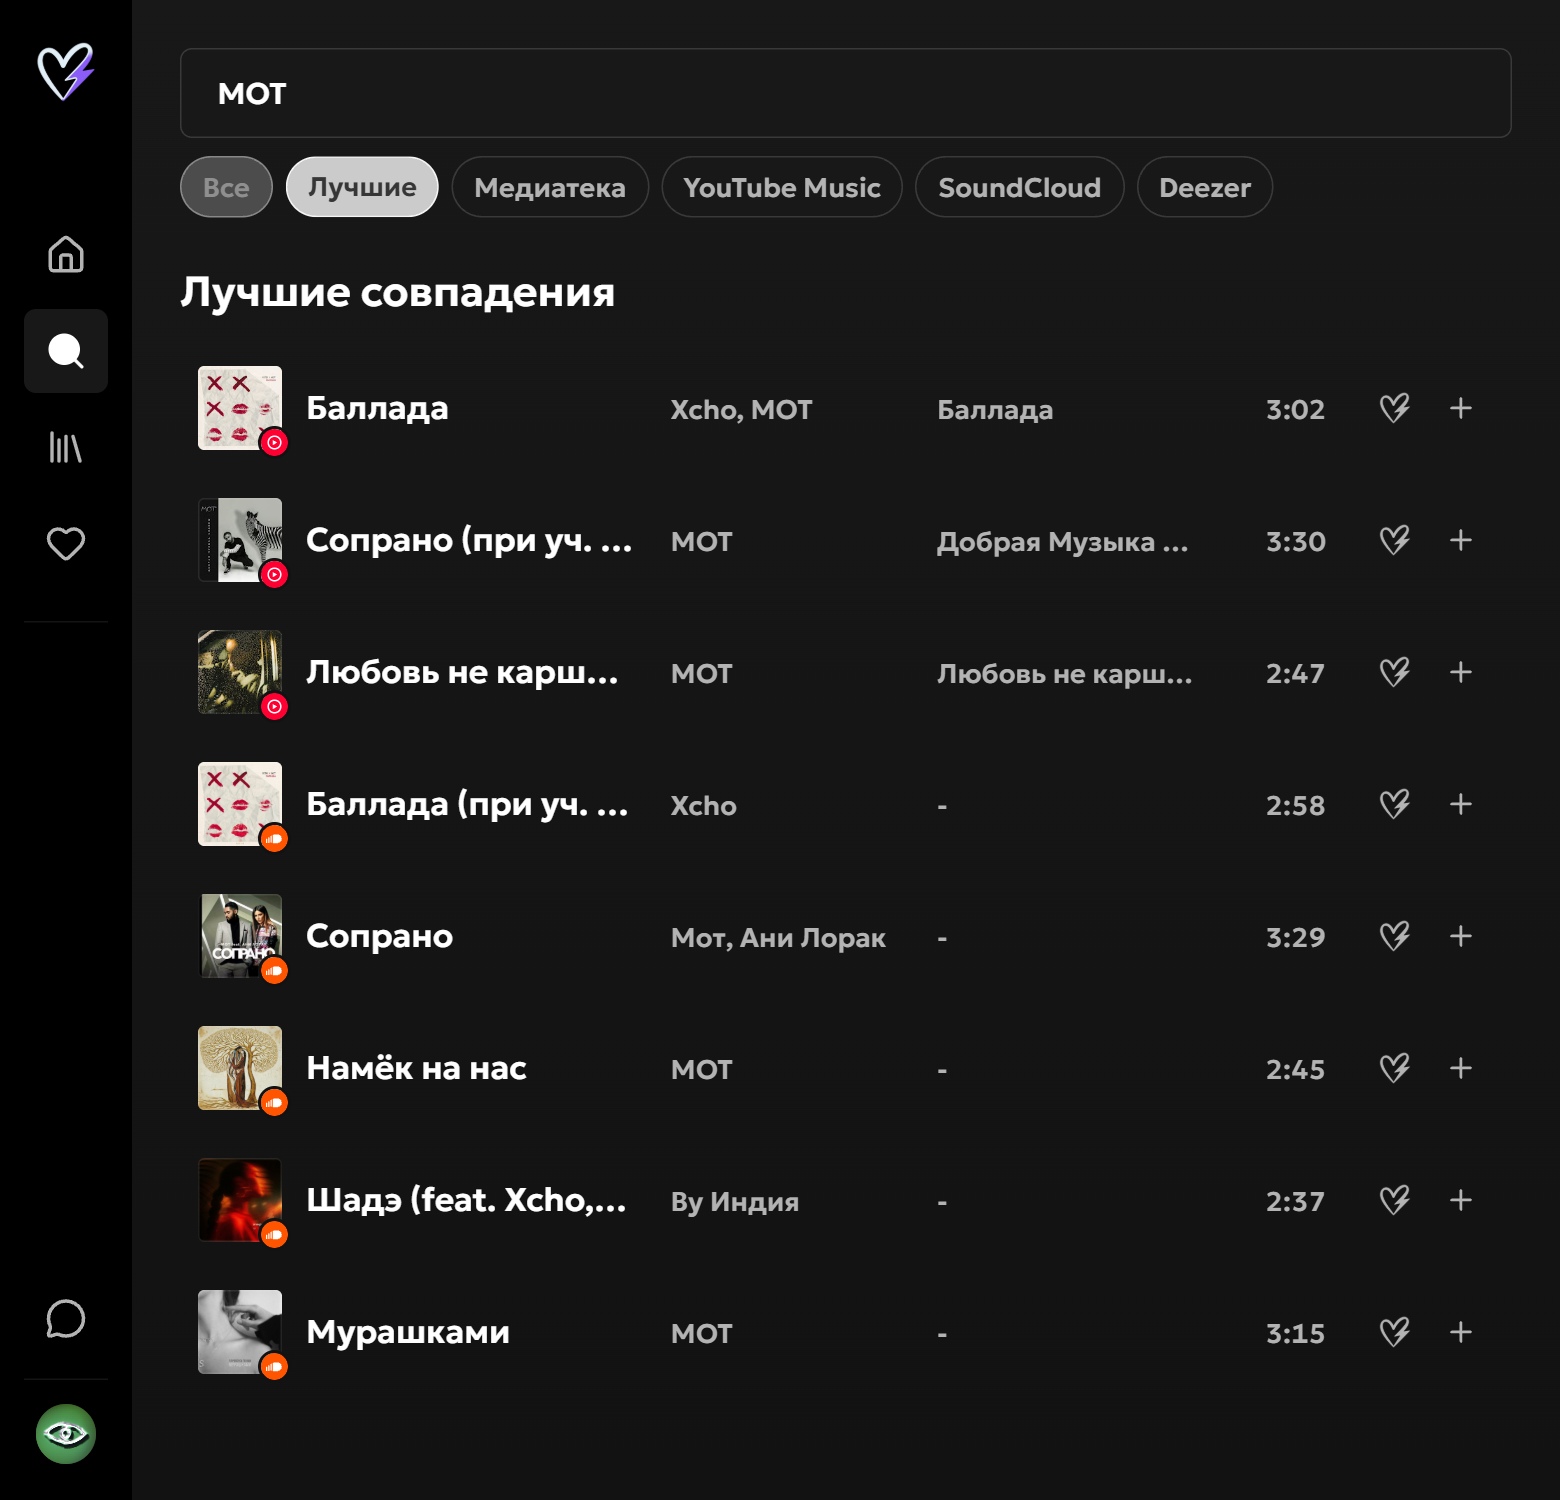 МОТ
Все Лучшие Медиатека YouTube Music SoundCloud Deezer
Лучшие совпадения
Баллада Xcho, МОТ Баллада 3:02
Сопрано (при уч. ... МОТ Добрая Музыка ... 3:30
Любовь не карш... МОТ Любовь не карш... 2:47
Баллада (при уч. ... Xcho - 2:58
СОПРАНО
Сопрано Мот, Ани Лорак - 3:29
Намёк на нас МОТ - 2:45
Шадэ (feat. Xcho,... Ву Индия - 2:37
Мурашками МОТ - 3:15